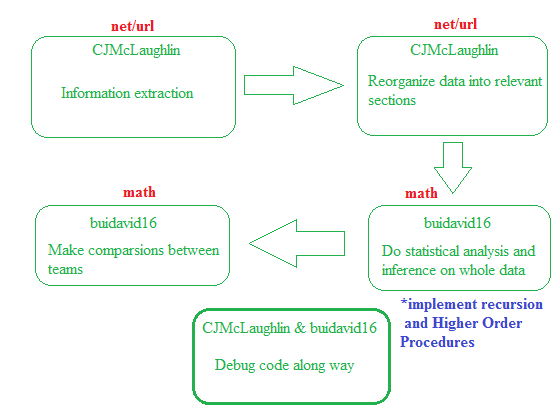 net/url
CJMcLaughlin
Information extraction
net/url
CJMcLaughlin
Reorganize data into relevant
sections
math
buidavid16
Do statistical analysis and
inference on whole data
*implement recursion
and Higher Order
Procedures
math
buidavid16
Make comparsions between
teams
CJMcLaughlin & buidavid16
Debug code along way